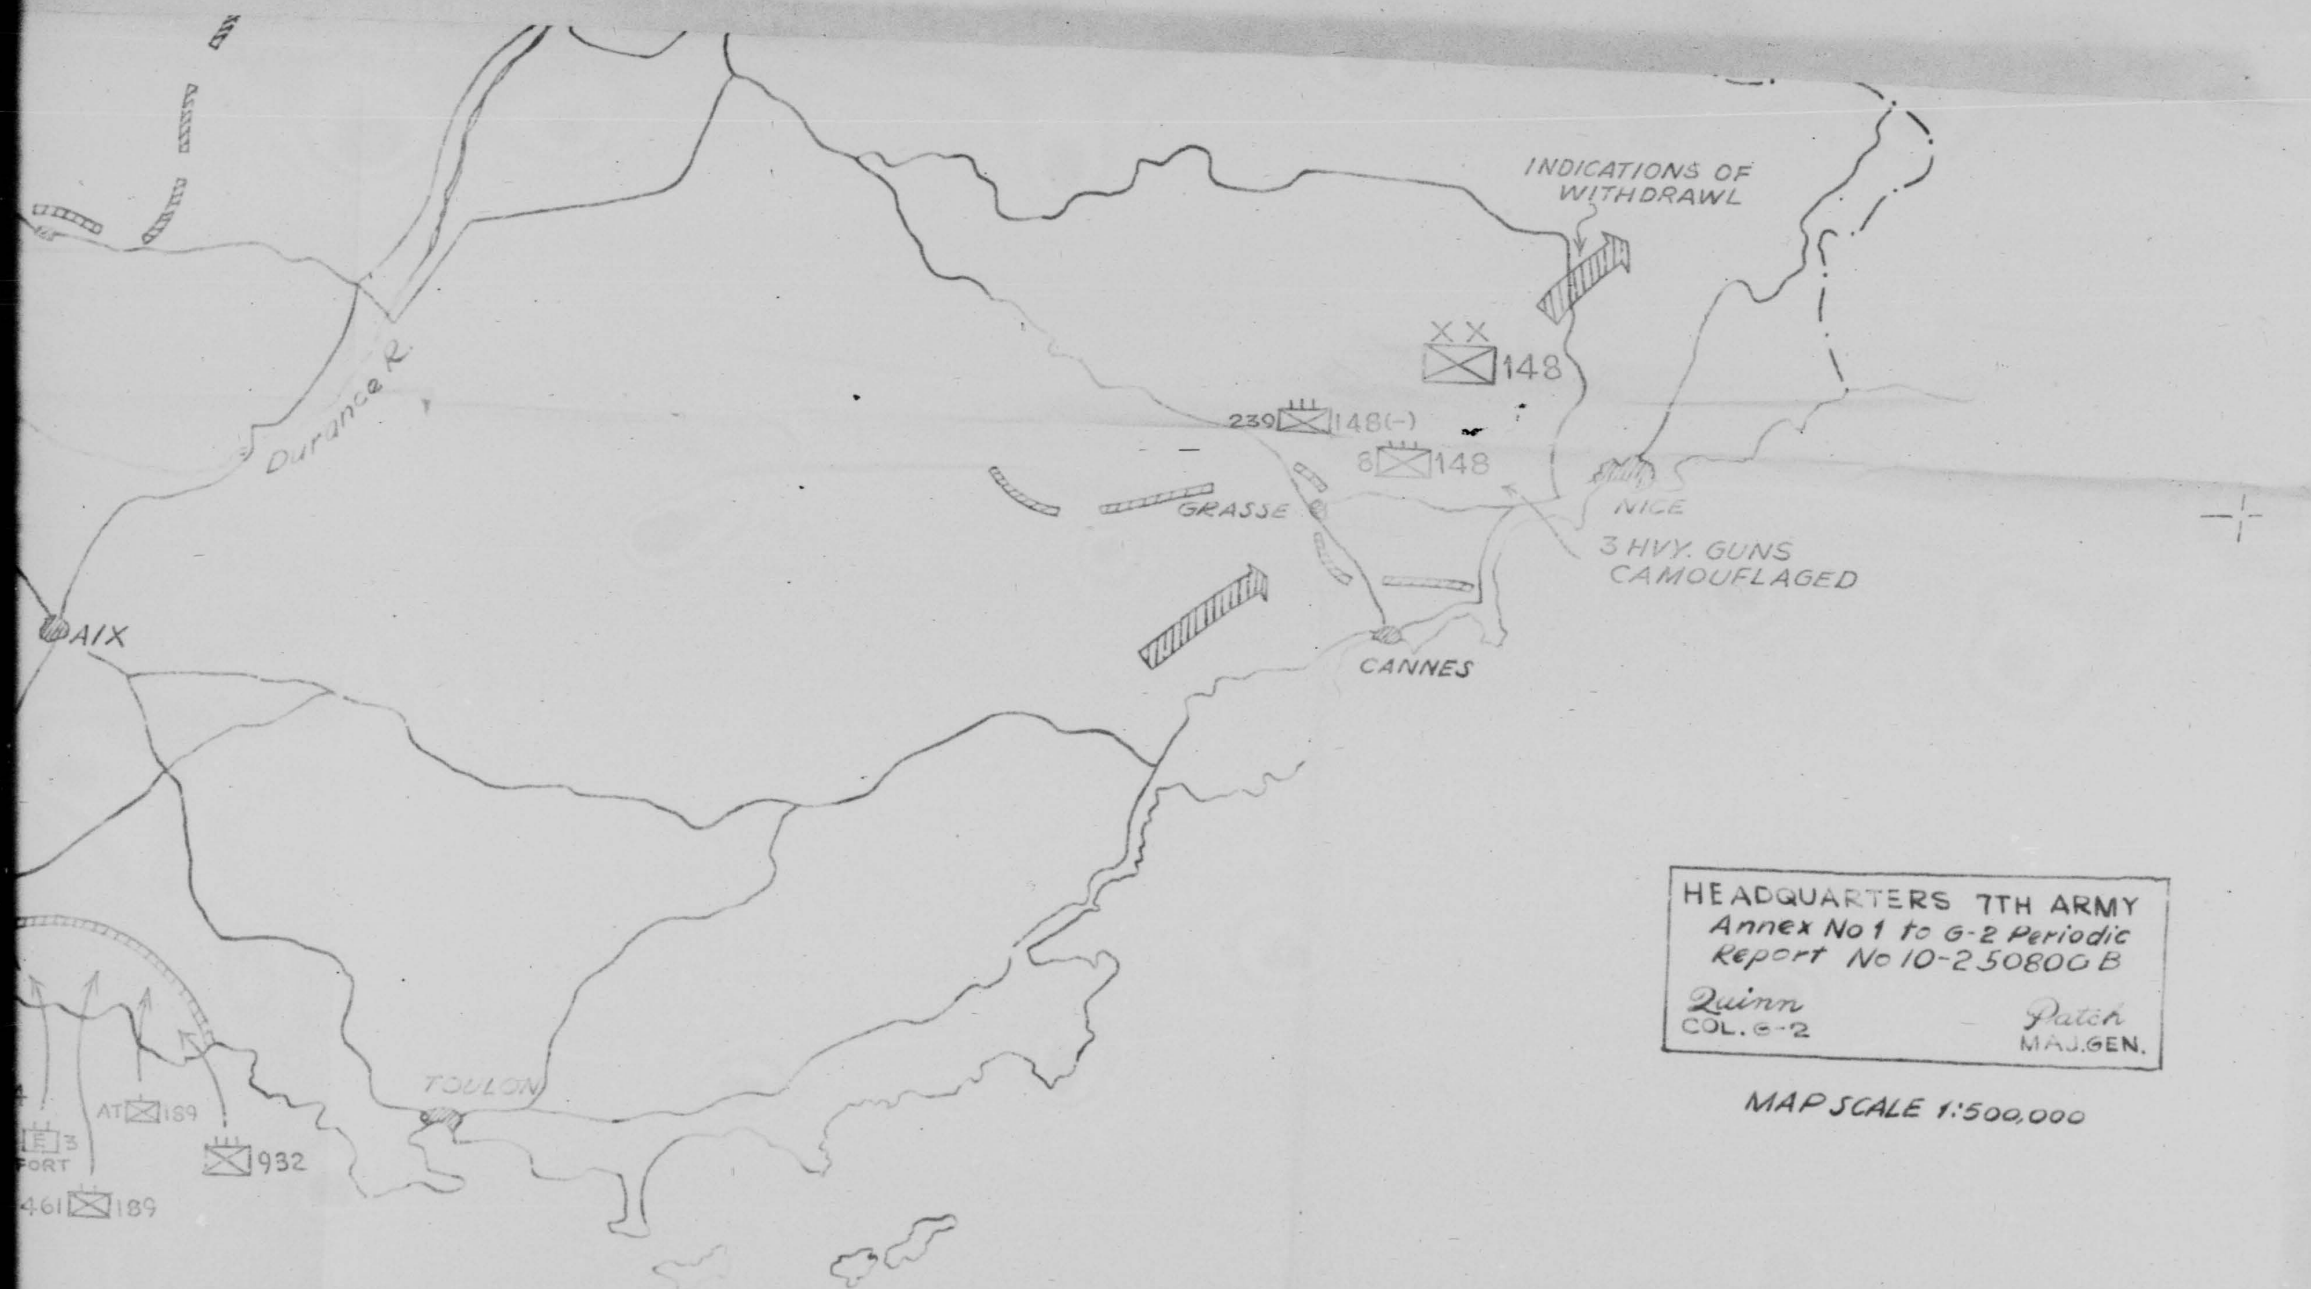 INDICATIONS OF
WITHDRAWL
148
239 148(-)
8 148
Durance R.
GRASSE
NICE
3 HVY. GUNS
CAMOUFLAGED
AIX
CANNES
HEADQUARTERS 7TH ARMY
Annex No 1 to G-2 Periodic
Report No 10-250800B
Quinn
COL. G-2
Patch
MAJ.GEN.
MAP SCALE 1:500,000
TOULON
AT 189
E 3
FORT
932
461 189